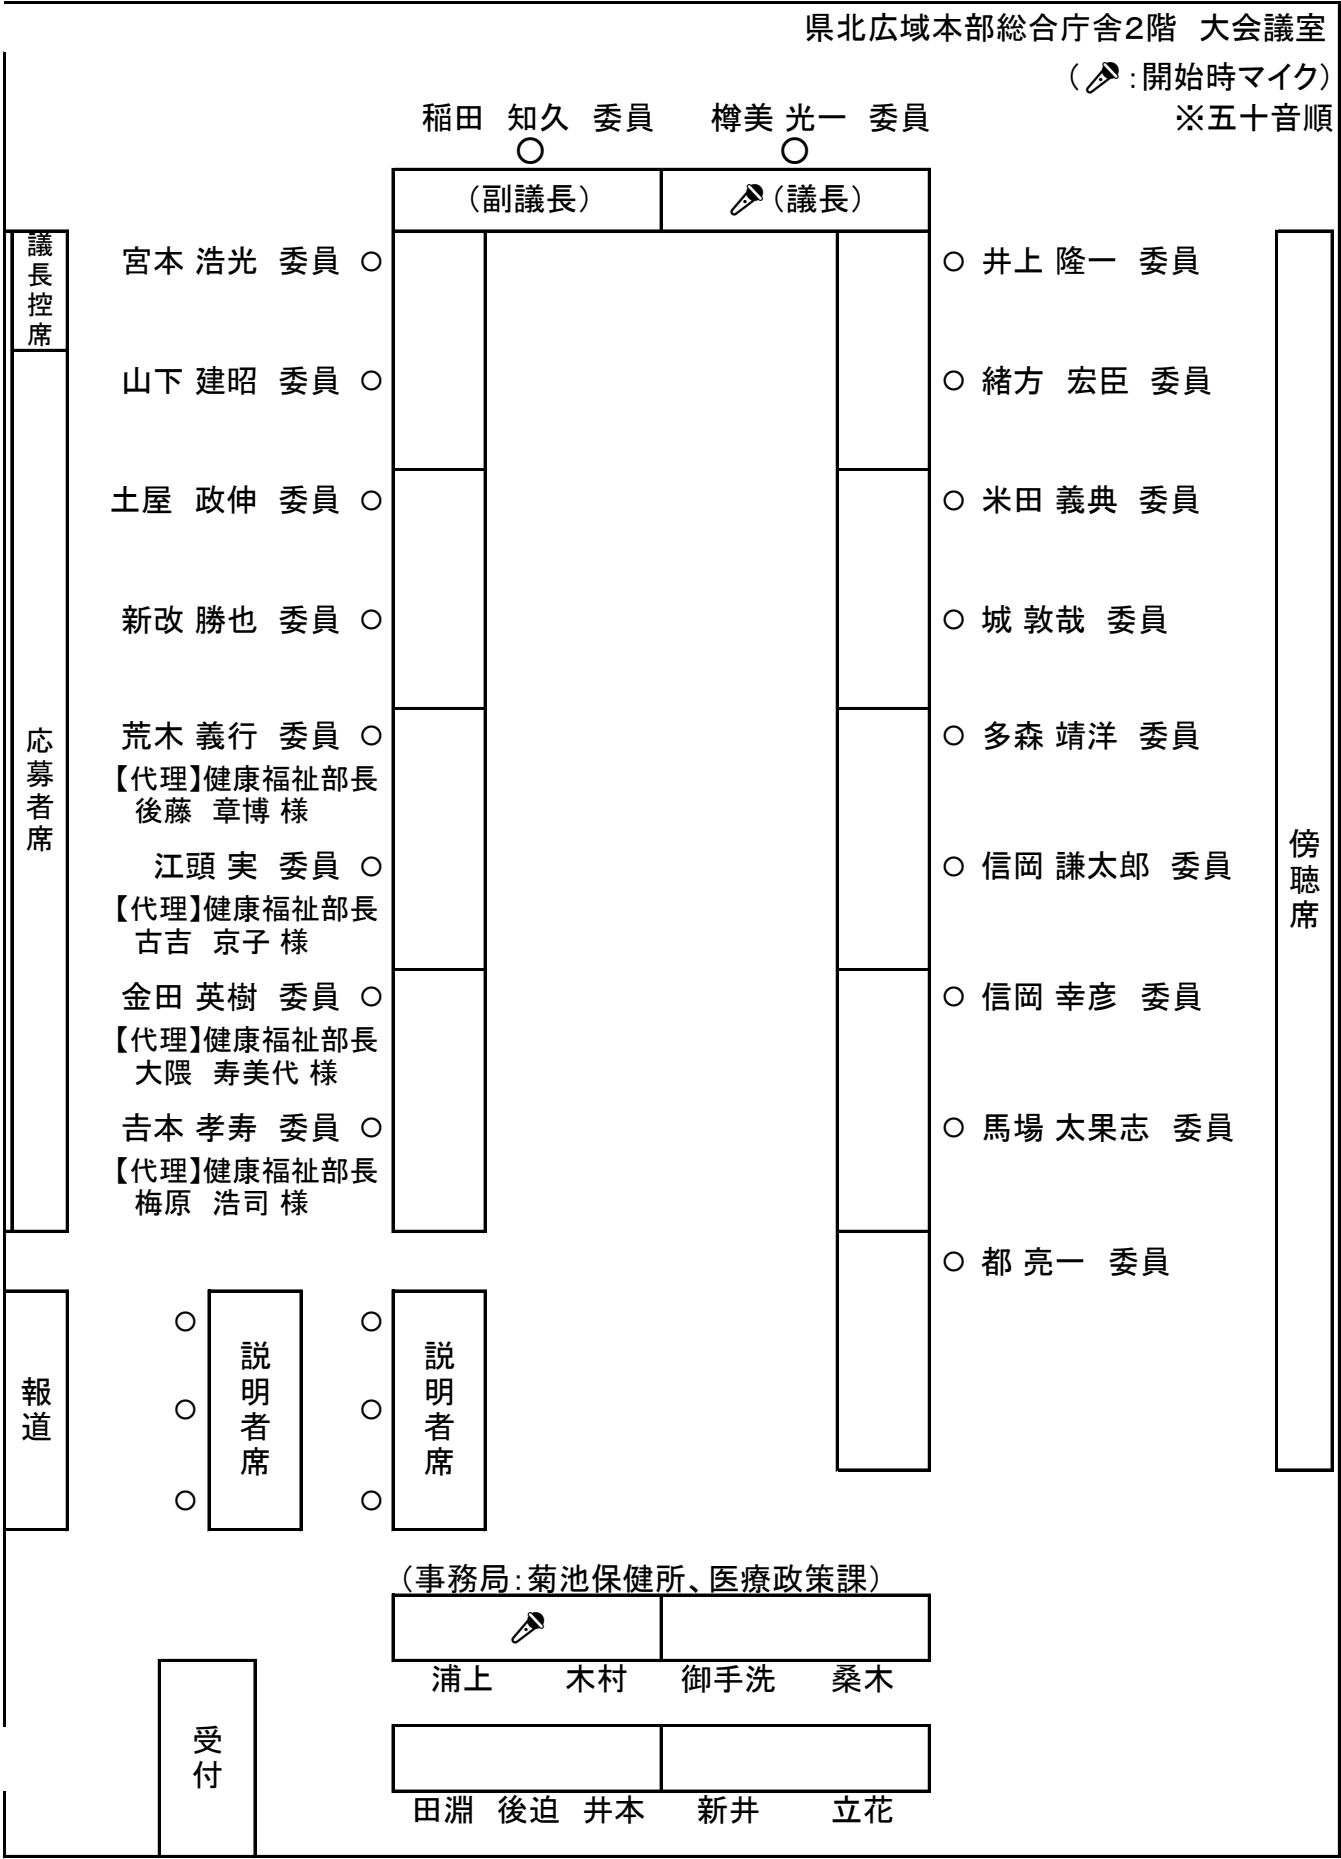 県北広域本部総合庁舎2階　大会議室
（🎤：開始時マイク）
※五十音順
稲田　知久　委員
樽美 光一　委員
（副議長）
🎤（議長）
議長控席
応募者席
宮本 浩光　委員 ○
山下 建昭　委員 ○
土屋　政伸　委員 ○
新改 勝也　委員 ○
荒木 義行　委員 ○
【代理】健康福祉部長
後藤　章博 様
江頭 実　委員 ○
【代理】健康福祉部長
古吉　京子 様
金田 英樹　委員 ○
【代理】健康福祉部長
大隈　寿美代 様
𠮷本 孝寿　委員 ○
【代理】健康福祉部長
梅原　浩司 様
○ 井上 隆一　委員
○ 緒方　宏臣　委員
○ 米田 義典　委員
○ 城 敦哉　委員
○ 多森 靖洋　委員
○ 信岡 謙太郎　委員
○ 信岡 幸彦　委員
○ 馬場 太果志　委員
○ 都 亮一　委員
傍聴席
報道
説明者席
説明者席
（事務局：菊池保健所、医療政策課）
浦上　木村　御手洗　桑木
田淵　後迫　井本　新井　立花
受付